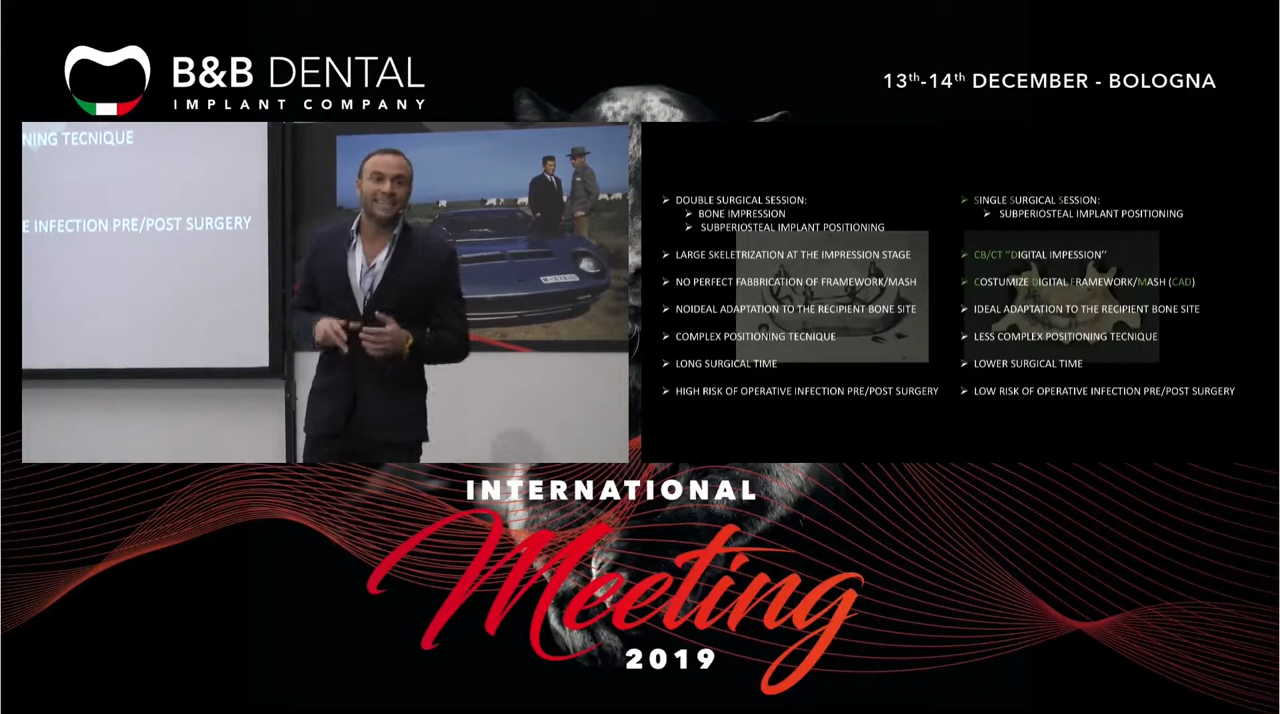 B&B DENTAL
IMPLANT COMPANY
13th-14th DECEMBER - BOLOGNA
NING TECNIQUE
E INFECTION PRE/POST SURGERY
➢ DOUBLE SURGICAL SESSION:
➢ BONE IMPRESSION
➢ SUBPERIOSTEAL IMPLANT POSITIONING
➢ LARGE SKELETRIZATION AT THE IMPRESSION STAGE
➢ NO PERFECT FABBRICATION OF FRAMEWORK/MASH
➢ NOIDEAL ADAPTATION TO THE RECIPIENT BONE SITE
➢ COMPLEX POSITIONING TECNIQUE
➢ LONG SURGICAL TIME
➢ HIGH RISK OF OPERATIVE INFECTION PRE/POST SURGERY
➢ SINGLE SURGICAL SESSION:
➢ SUBPERIOSTEAL IMPLANT POSITIONING
➢ CB/CT ''DIGITAL IMPESSION''
➢ COSTUMIZE DIGITAL FRAMEWORK/MASH (CAD)
➢ IDEAL ADAPTATION TO THE RECIPIENT BONE SITE
➢ LESS COMPLEX POSITIONING TECNIQUE
➢ LOWER SURGICAL TIME
➢ LOW RISK OF OPERATIVE INFECTION PRE/POST SURGERY
INTERNATIONAL
Meeting
2019